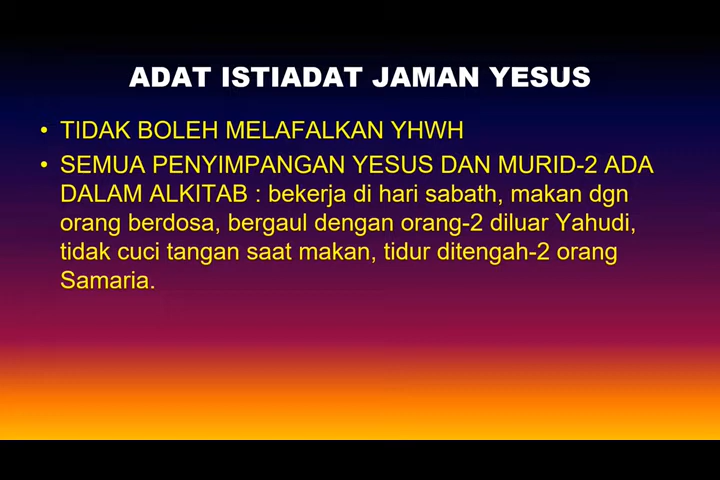 ADAT ISTIADAT JAMAN YESUS
• TIDAK BOLEH MELAFALKAN YHWH
• SEMUA PENYIMPANGAN YESUS DAN MURID-2 ADA
DALAM ALKITAB : bekerja di hari sabath, makan dgn
orang berdosa, bergaul dengan orang-2 diluar Yahudi,
tidak cuci tangan saat makan, tidur ditengah-2 orang
Samaria.